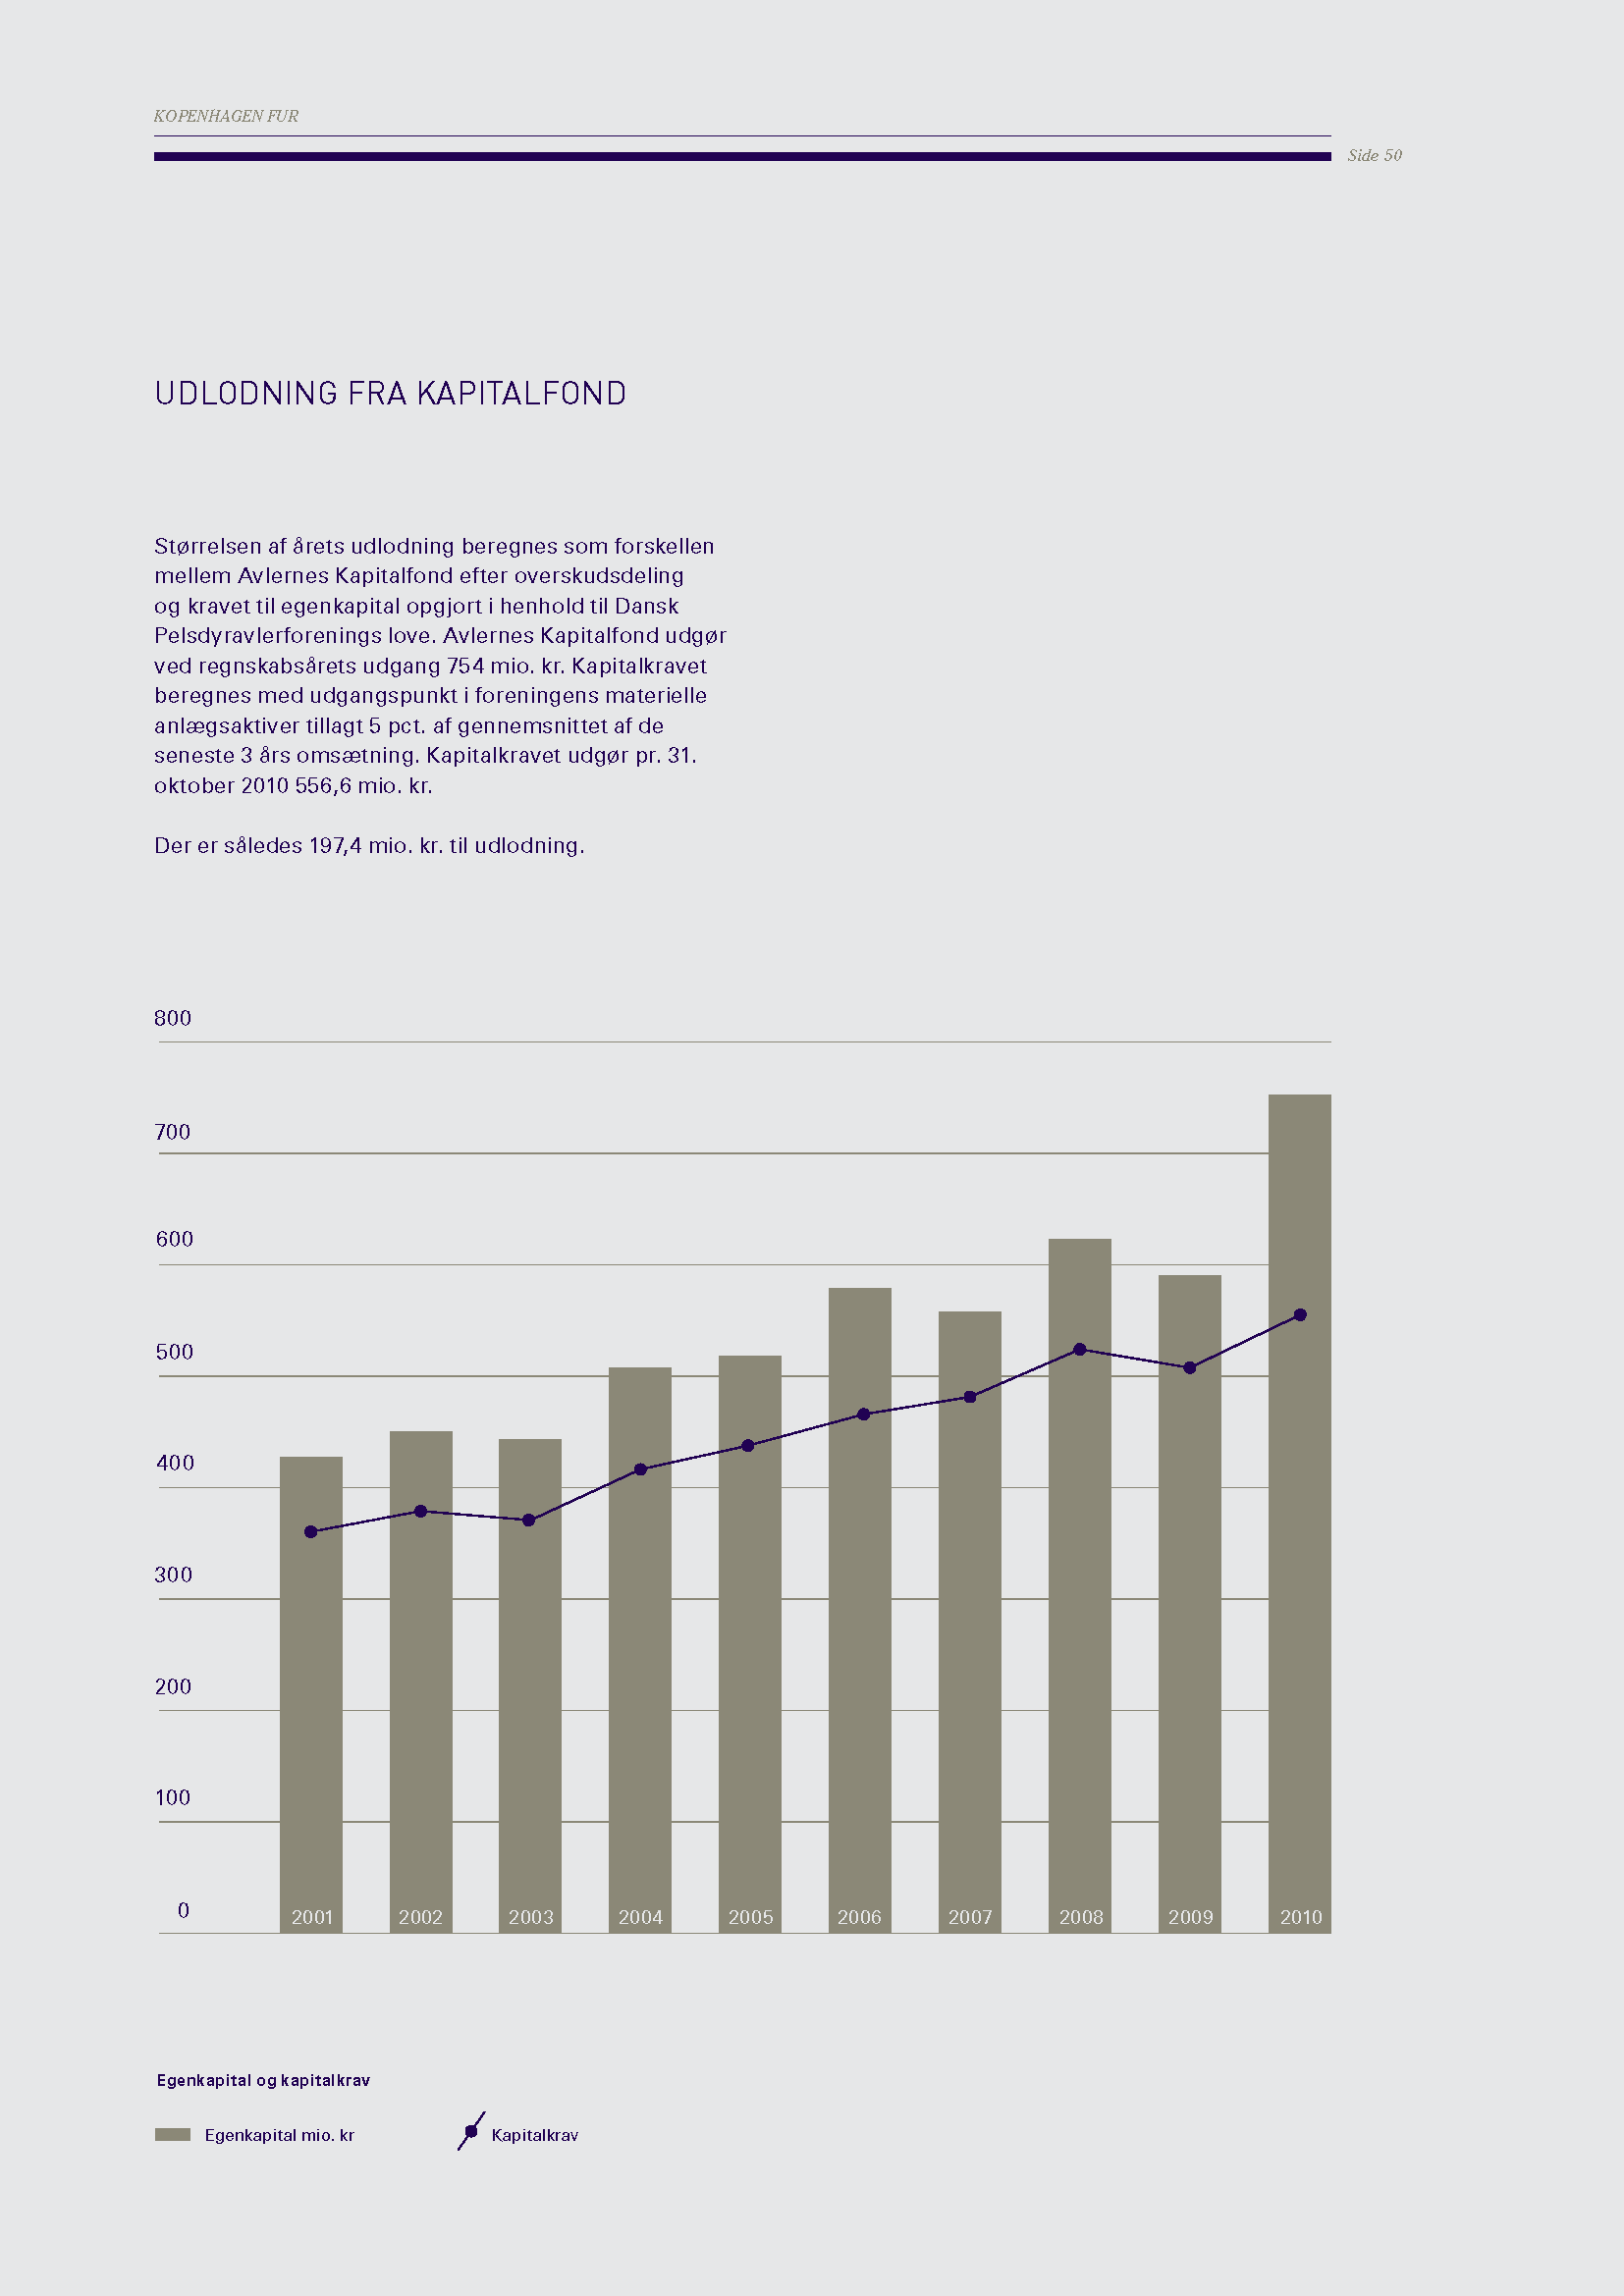 KOPENHAGEN FUR
Side 50
UDLODNING FRA KAPITALFOND
Størrelsen af årets udlodning beregnes som forskellen
mellem Avlernes Kapitalfond efter overskudsdeling
og kravet til egenkapital opgjort i henhold til Dansk
Pelsdyravlerforenings love. Avlernes Kapitalfond udgør
ved regnskabsårets udgang 754 mio. kr. Kapitalkravet
beregnes med udgangspunkt i foreningens materielle
anlægsaktiver tillagt 5 pct. af gennemsnittet af de
seneste 3 års omsætning. Kapitalkravet udgør pr. 31.
oktober 2010 556,6 mio. kr.
Der er således 197,4 mio. kr. til udlodning.
800
700
600
500
400
300
200
100
0
2001 2002 2003 2004 2005 2006 2007 2008 2009 2010
Egenkapital og kapitalkrav
Egenkapital mio. kr
Kapitalkrav